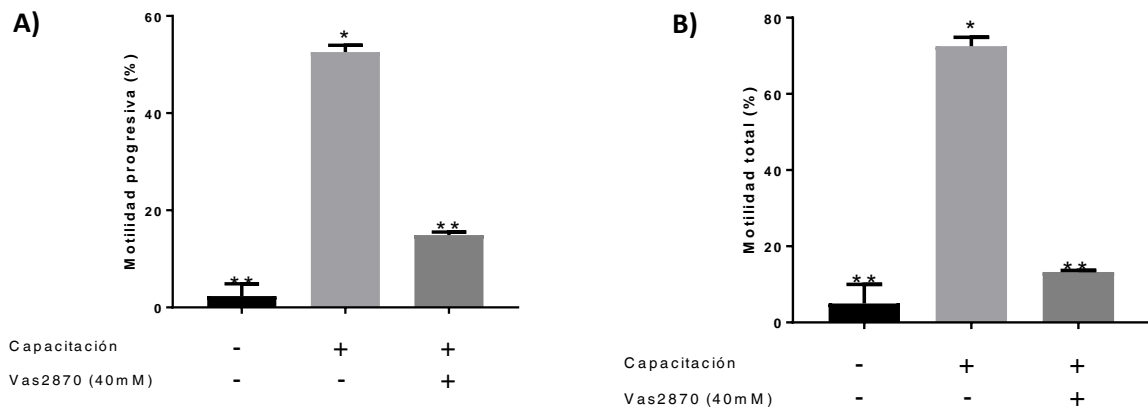 A)
Motilidad progresiva (%)
60
40
20
0
*
**
**
Capacitación - + +
Vas2870 (40mM) - - +
B)
Motilidad total (%)
80
60
40
20
0
*
**
**
Capacitación - + +
Vas2870 (40mM) - - +